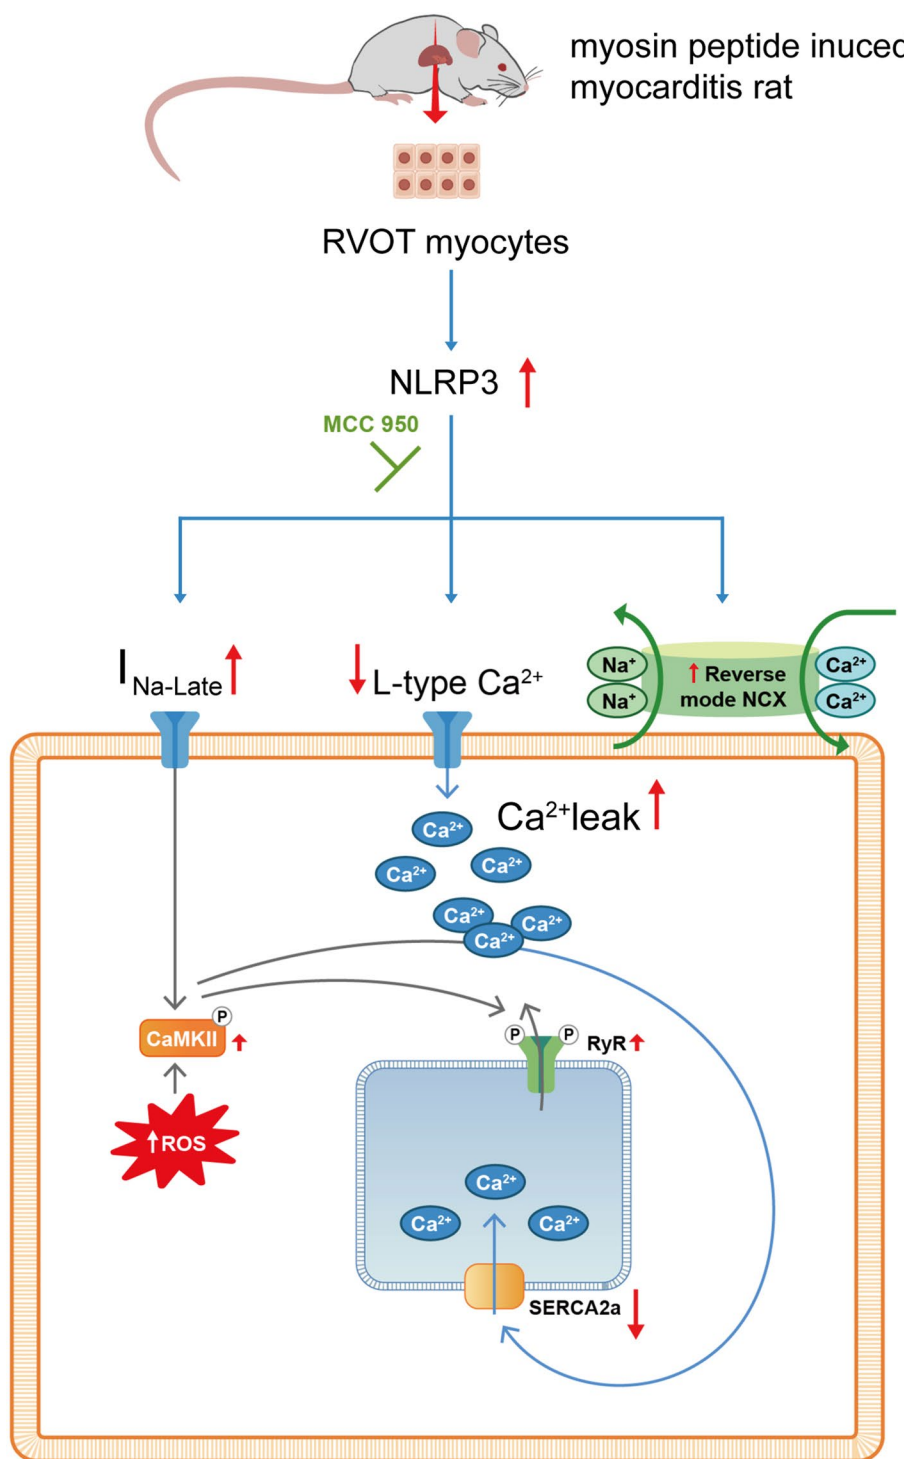 myosin peptide inuced
myocarditis rat
RVOT myocytes
NLRP3
MCC 950
I Na-Late
L-type Ca²⁺
Na⁺
Na⁺
↑ Reverse
mode NCX
Ca²⁺
Ca²⁺
Ca²⁺leak
Ca²⁺
Ca²⁺
Ca²⁺
Ca²⁺
Ca²⁺
Ca²⁺
P
CaMKII
P
P
RyR
↑ROS
Ca²⁺
Ca²⁺
Ca²⁺
SERCA2a